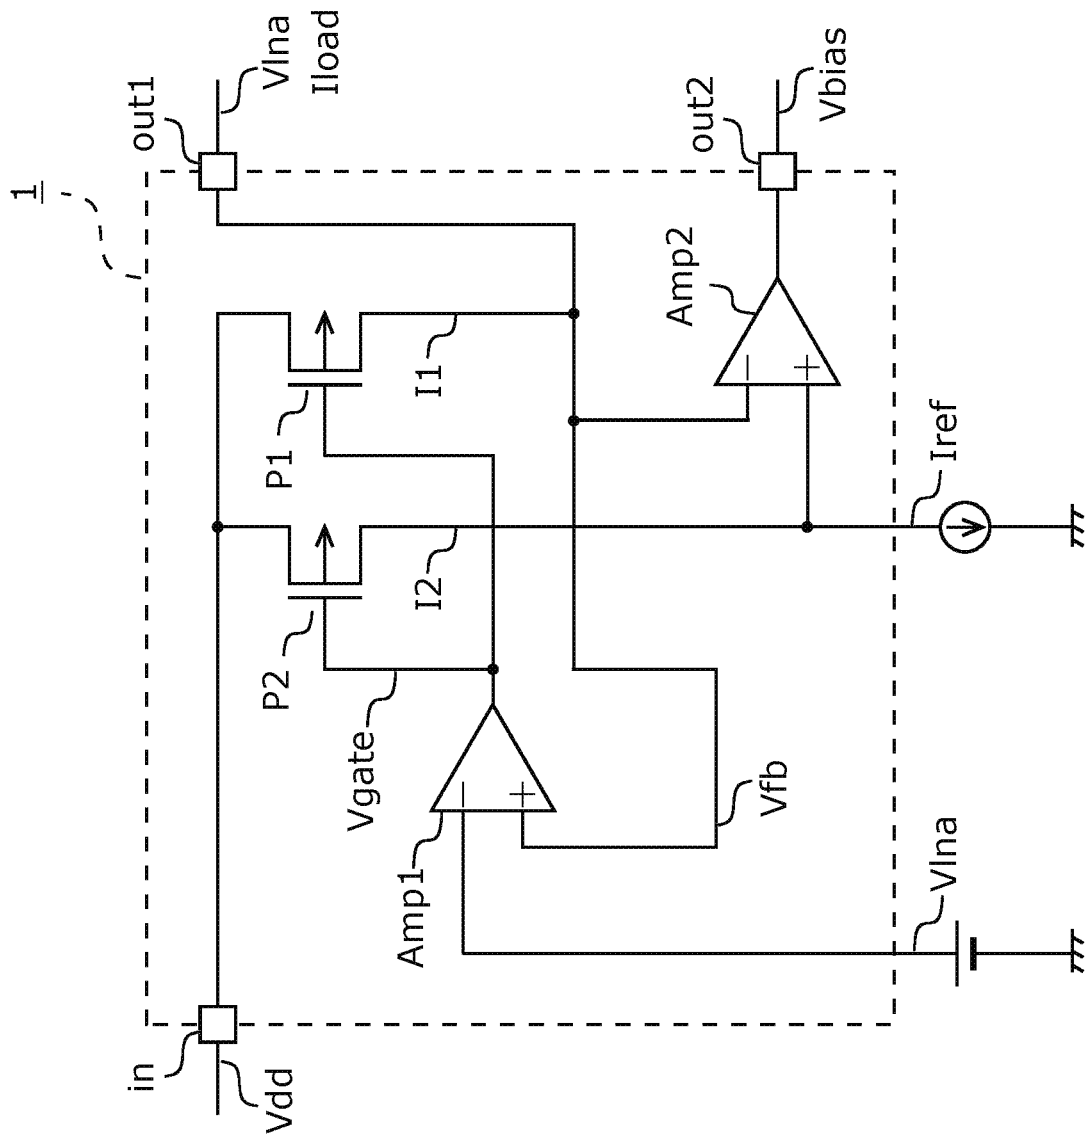 1
in
out1
Vdd
P2
P1
Vlna
Iload
Vgate
Amp1
I2
I1
−
+
Amp2
out2
−
Vfb
+
Vbias
Vlna
Iref